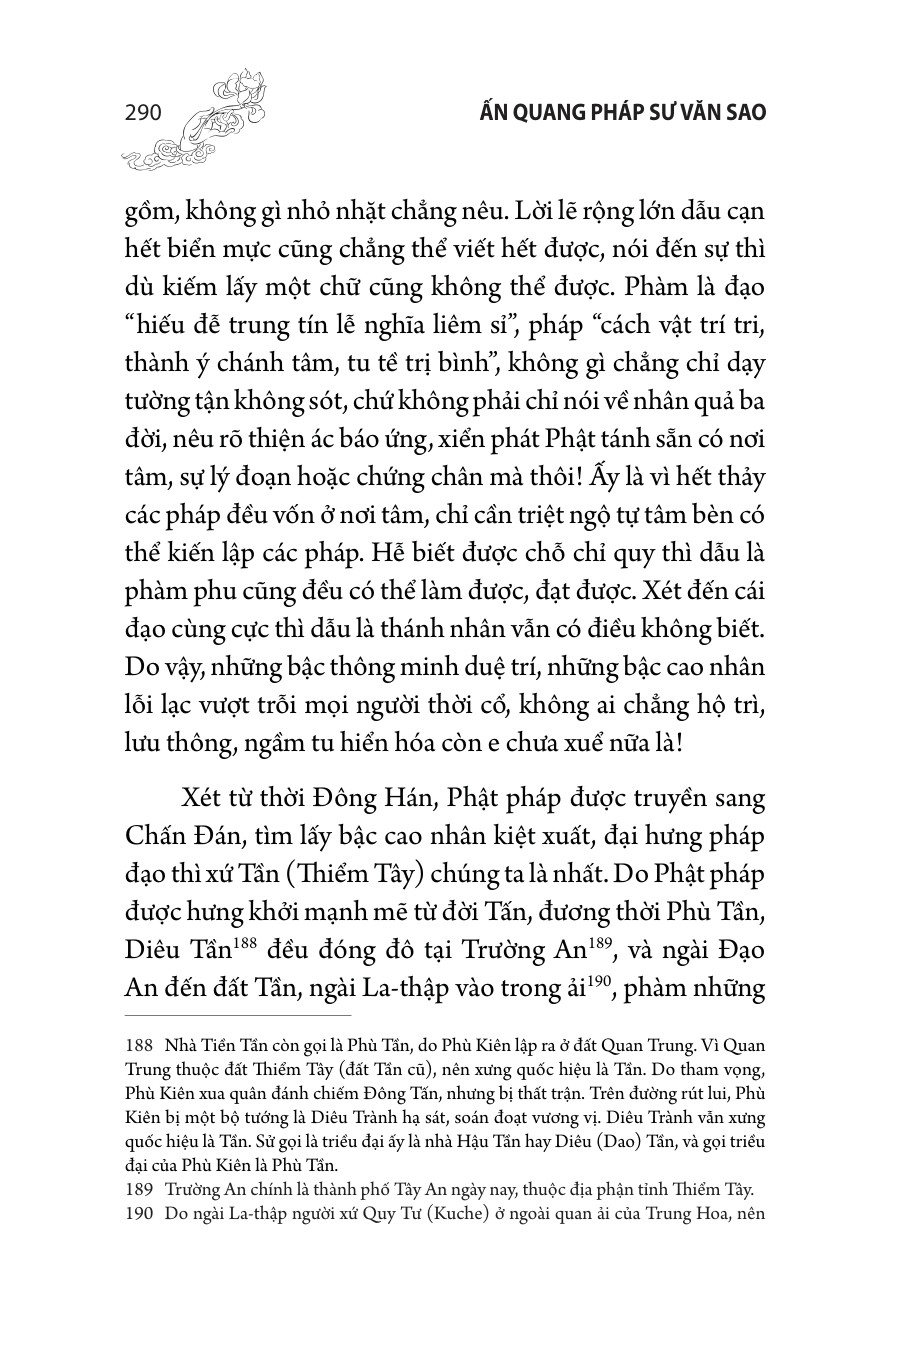 290
ẤN QUANG PHÁP SƯ VĂN SAO
gồm, không gì nhỏ nhặt chẳng nêu. Lời lẽ rộng lớn dẫu cạn
hết biển mực cũng chẳng thể viết hết được, nói đến sự thì
dù kiếm lấy một chữ cũng không thể được. Phàm là đạo
“hiếu đễ trung tín lễ nghĩa liêm sỉ”, pháp “cách vật trí tri,
thành ý chánh tâm, tu tề trị bình”, không gì chẳng chỉ dạy
tường tận không sót, chứ không phải chỉ nói về nhân quả ba
đời, nêu rõ thiện ác báo ứng, xiển phát Phật tánh sẵn có nơi
tâm, sự lý đoạn hoặc chứng chân mà thôi! Ấy là vì hết thảy
các pháp đều vốn ở nơi tâm, chỉ cần triệt ngộ tự tâm bèn có
thể kiến lập các pháp. Hễ biết được chỗ chỉ quy thì dẫu là
phàm phu cũng đều có thể làm được, đạt được. Xét đến cái
đạo cùng cực thì dẫu là thánh nhân vẫn có điều không biết.
Do vậy, những bậc thông minh duệ trí, những bậc cao nhân
lỗi lạc vượt trỗi mọi người thời cổ, không ai chẳng hộ trì,
lưu thông, ngầm tu hiển hóa còn e chưa xuể nữa là!
Xét từ thời Đông Hán, Phật pháp được truyền sang
Chấn Đán, tìm lấy bậc cao nhân kiệt xuất, đại hưng pháp
đạo thì xứ Tần (Thiểm Tây) chúng ta là nhất. Do Phật pháp
được hưng khởi mạnh mẽ từ đời Tấn, đương thời Phù Tần,
Diêu Tần188 đều đóng đô tại Trường An189, và ngài Đạo
An đến đất Tần, ngài La-thập vào trong ải190, phàm những
188 Nhà Tiền Tần còn gọi là Phù Tần, do Phù Kiên lập ra ở đất Quan Trung. Vì Quan
Trung thuộc đất Thiểm Tây (đất Tần cũ), nên xưng quốc hiệu là Tần. Do tham vọng,
Phù Kiên xua quân đánh chiếm Đông Tấn, nhưng bị thất trận. Trên đường rút lui, Phù
Kiên bị một bộ tướng là Diêu Trành hạ sát, soán đoạt vương vị. Diêu Trành vẫn xưng
quốc hiệu là Tần. Sử gọi là triều đại ấy là nhà Hậu Tần hay Diêu (Dao) Tần, và gọi triều
đại của Phù Kiên là Phù Tần.
189 Trường An chính là thành phố Tây An ngày nay, thuộc địa phận tỉnh Thiểm Tây.
190 Do ngài La-thập người xứ Quy Tư (Kuche) ở ngoài quan ải của Trung Hoa, nên